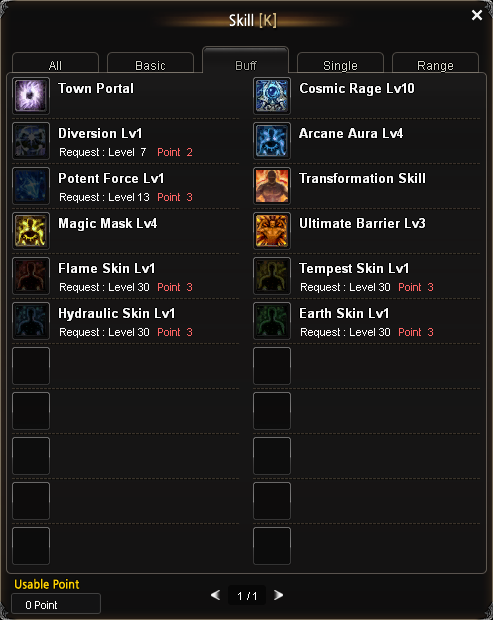 Skill [K]
All
Basic
Buff
Single
Range
Town Portal
Cosmic Rage Lv10
Diversion Lv1
Request : Level 7 Point 2
Arcane Aura Lv4
Potent Force Lv1
Request : Level 13 Point 3
Transformation Skill
Magic Mask Lv4
Ultimate Barrier Lv3
Flame Skin Lv1
Request : Level 30 Point 3
Tempest Skin Lv1
Request : Level 30 Point 3
Hydraulic Skin Lv1
Request : Level 30 Point 3
Earth Skin Lv1
Request : Level 30 Point 3
Usable Point
0 Point
1 / 1